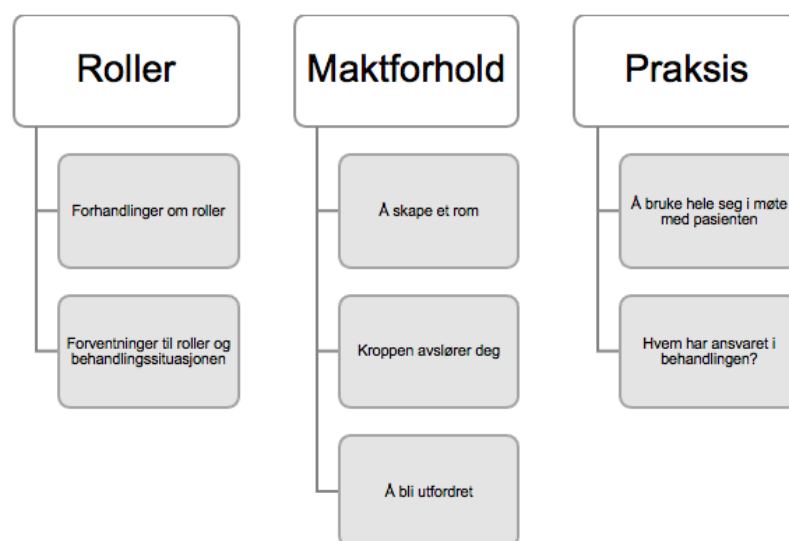 Roller
Forhandlinger om roller
Forventninger til roller og
behandlingssituasjonen
Maktforhold
Å skape et rom
Kroppen avslører deg
Å bli utfordret
Praksis
Å bruke hele seg i møte
med pasienten
Hvem har ansvaret i
behandlingen?